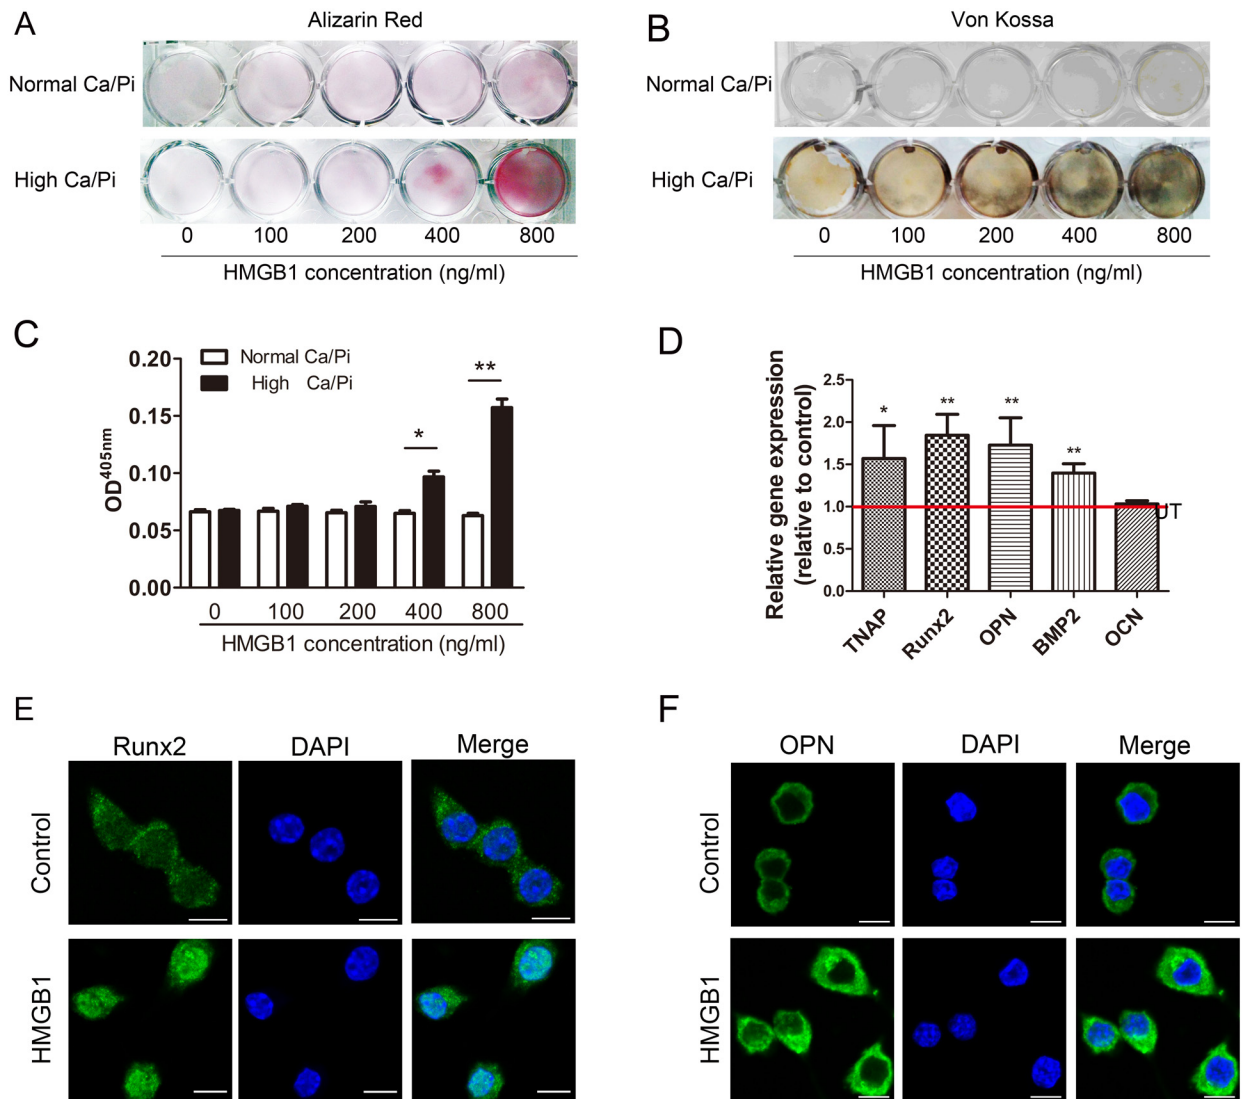 A
Alizarin Red
Normal Ca/Pi
High Ca/Pi
0 100 200 400 800
HMGB1 concentration (ng/ml)
B
Von Kossa
Normal Ca/Pi
High Ca/Pi
0 100 200 400 800
HMGB1 concentration (ng/ml)
C
Normal Ca/Pi
High Ca/Pi
OD405nm
0.20
0.15
0.10
0.05
0.00
*
**
0 100 200 400 800
HMGB1 concentration (ng/ml)
D
Relative gene expression
(relative to control)
2.5
2.0
1.5
1.0
0.5
0.0
* ** ** **
UT
TNAP Runx2 OPN BMP2 OCN
E
Runx2 DAPI Merge
Control
HMGB1
F
OPN DAPI Merge
Control
HMGB1